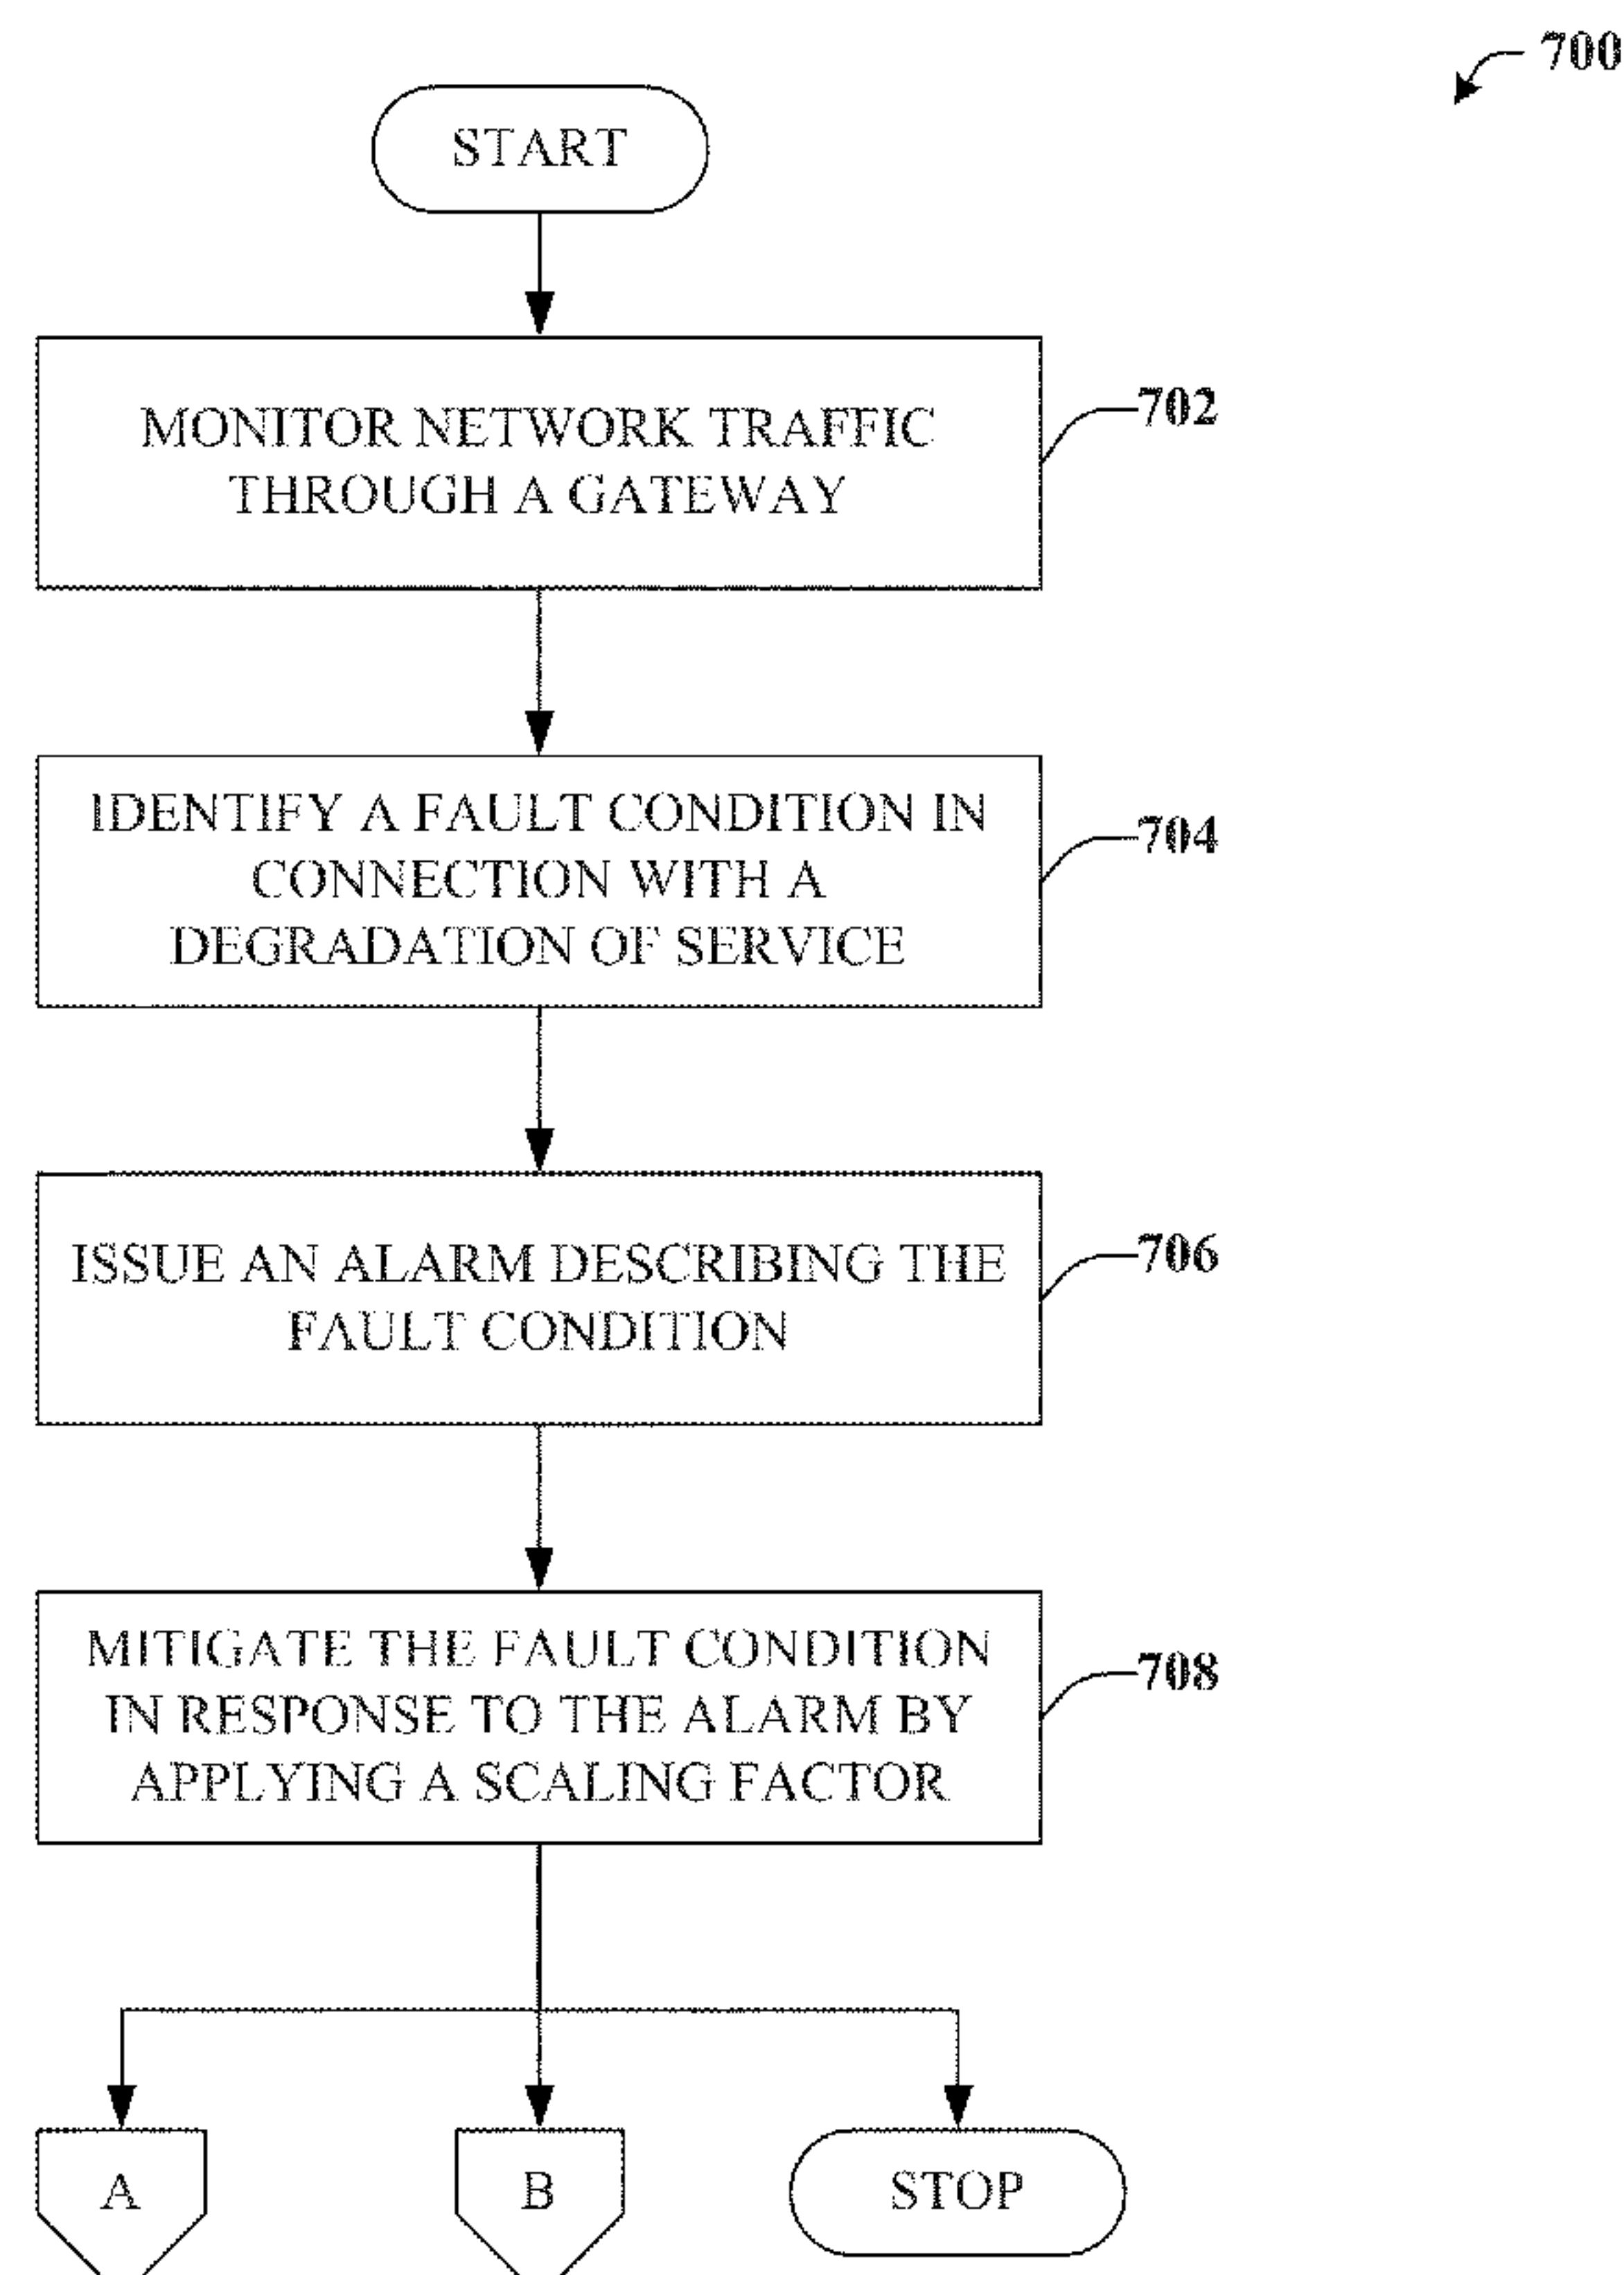 700
START
MONITOR NETWORK TRAFFIC
THROUGH A GATEWAY
702
IDENTIFY A FAULT CONDITION IN
CONNECTION WITH A
DEGRADATION OF SERVICE
704
ISSUE AN ALARM DESCRIBING THE
FAULT CONDITION
706
MITIGATE THE FAULT CONDITION
IN RESPONSE TO THE ALARM BY
APPLYING A SCALING FACTOR
708
A
B
STOP